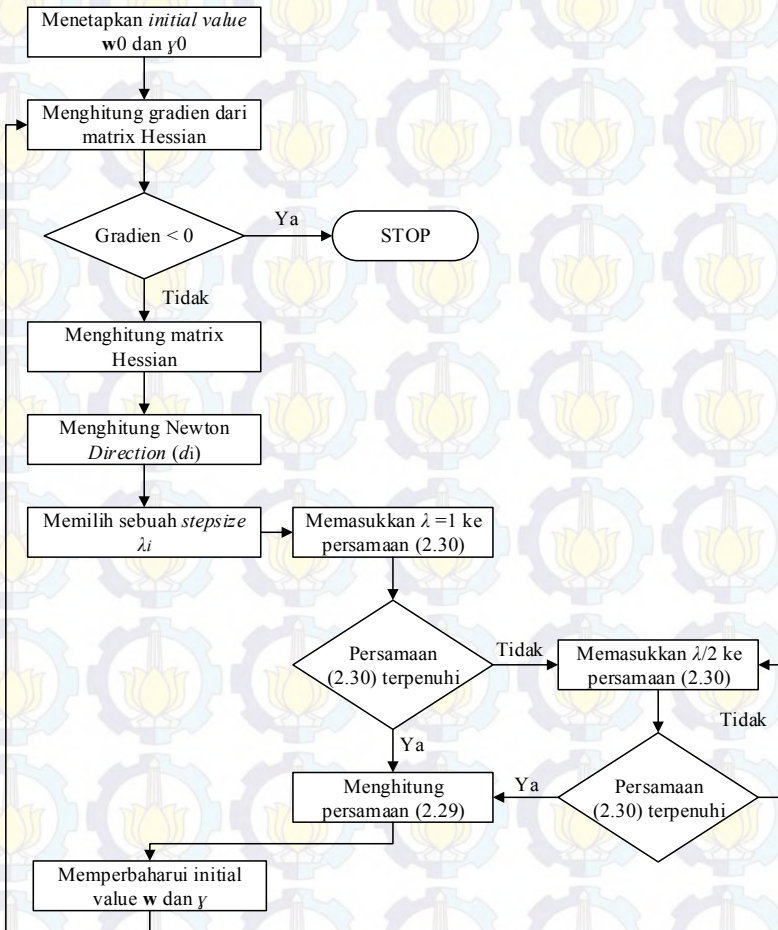 Menetapkan initial value
w0 dan ɣ0
Menghitung gradien dari
matrix Hessian
Gradien < 0
Ya
STOP
Tidak
Menghitung matrix
Hessian
Menghitung Newton
Direction (di)
Memilih sebuah stepsize
λi
Memasukkan λ =1 ke
persamaan (2.30)
Persamaan
(2.30) terpenuhi
Tidak
Memasukkan λ/2 ke
persamaan (2.30)
Tidak
Ya
Menghitung
persamaan (2.29)
Ya
Persamaan
(2.30) terpenuhi
Memperbaharui initial
value w dan ɣ